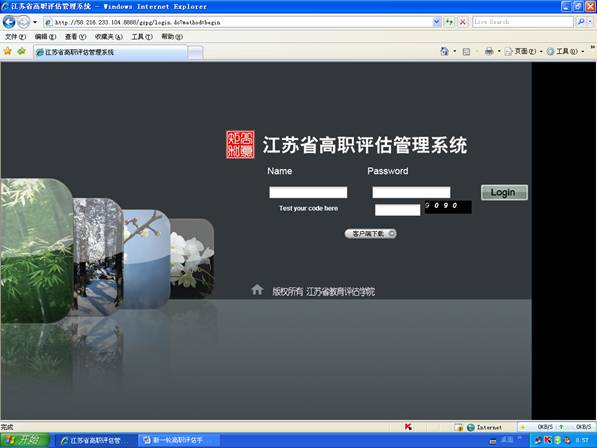 江苏省高职评估管理系统 - Windows Internet Explorer
http://58.216.233.104:8888/gzpg/login.do?method=begin
Live Search
文件(F) 编辑(E) 查看(V) 收藏夹(A) 工具(T) 帮助(H)
江苏省高职评估管理系统
页面(P) 工具(O)
江苏省高职评估管理系统
Name Password
Login
Test your code here 9090
客户端下载
版权所有 江苏省教育评估学院
完成 Internet 0KB/S 0KB/S
开始 江苏省高职评估管... 新一轮高职评估手... 桌面 8:57